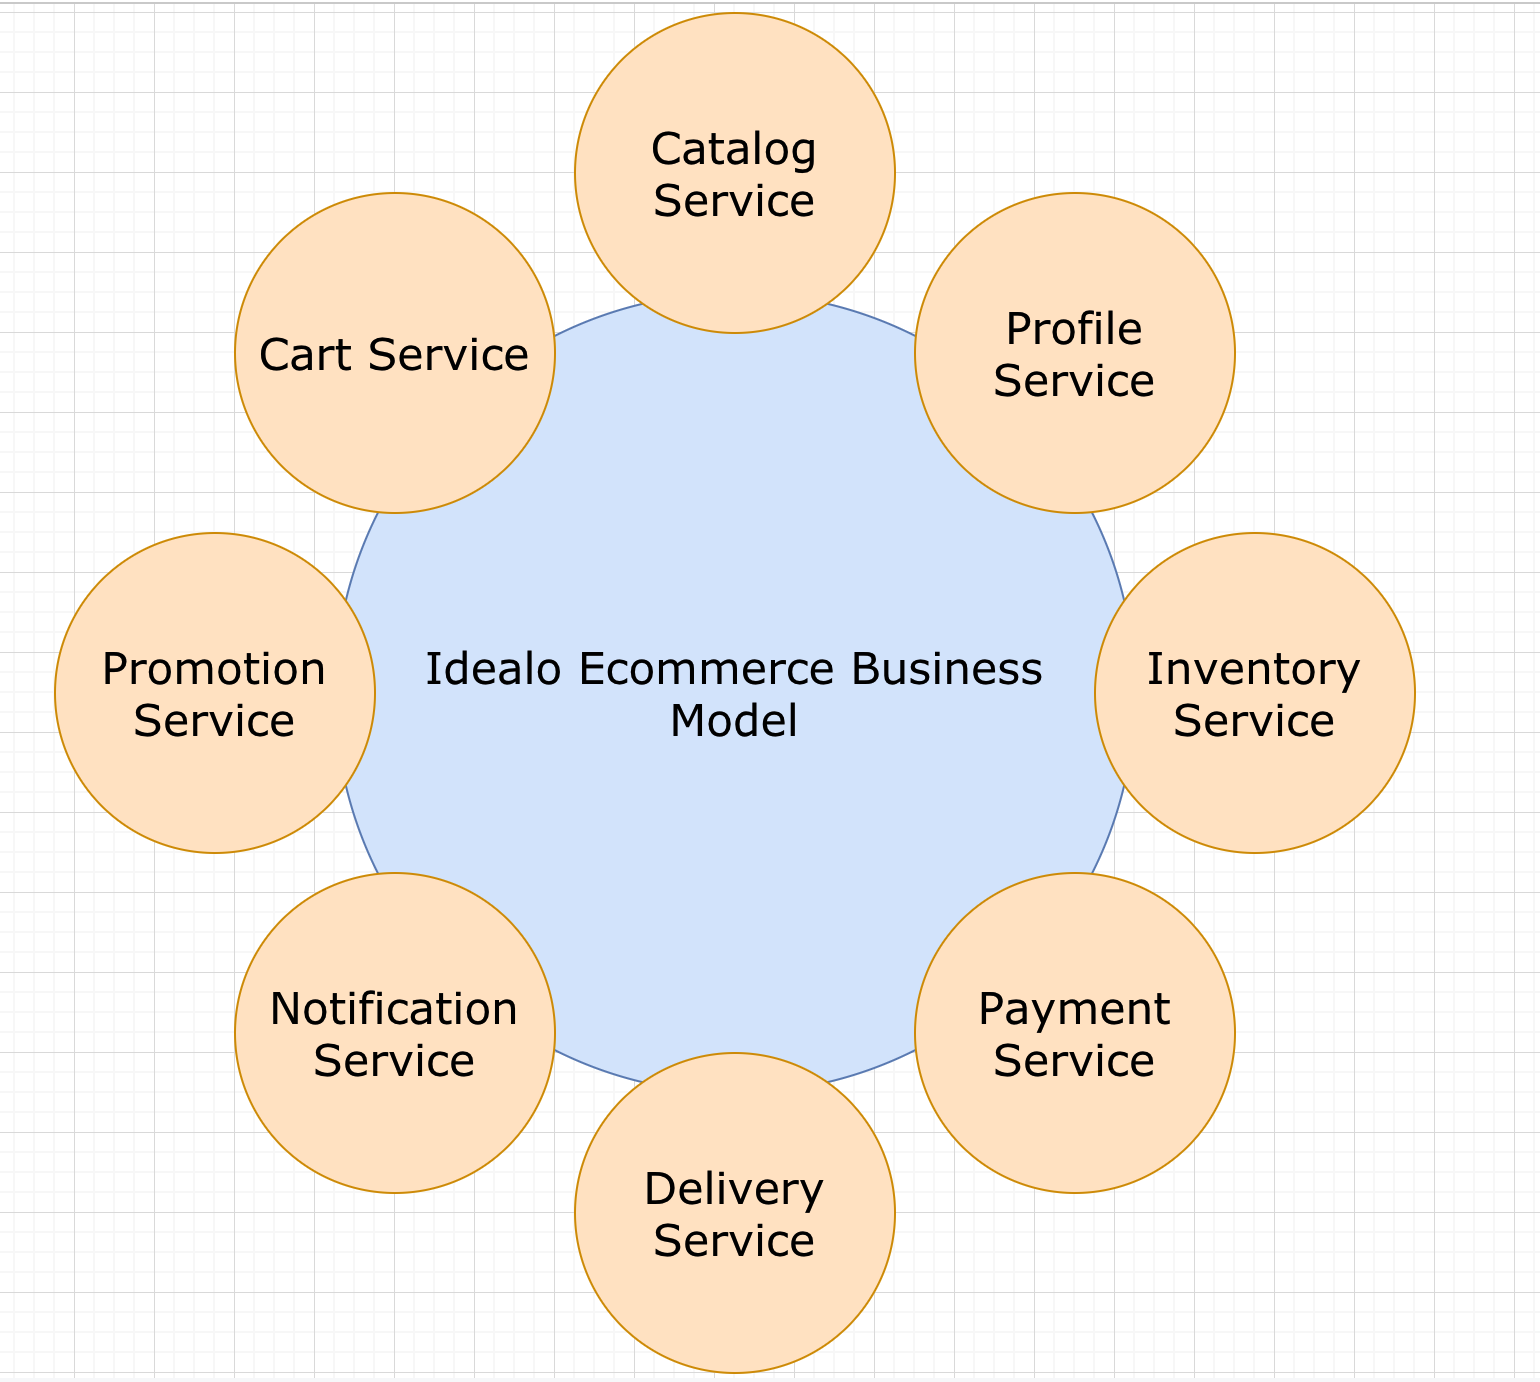 Catalog
Service
Cart Service
Profile
Service
Promotion
Service
Idealo Ecommerce Business
Model
Inventory
Service
Notification
Service
Payment
Service
Delivery
Service